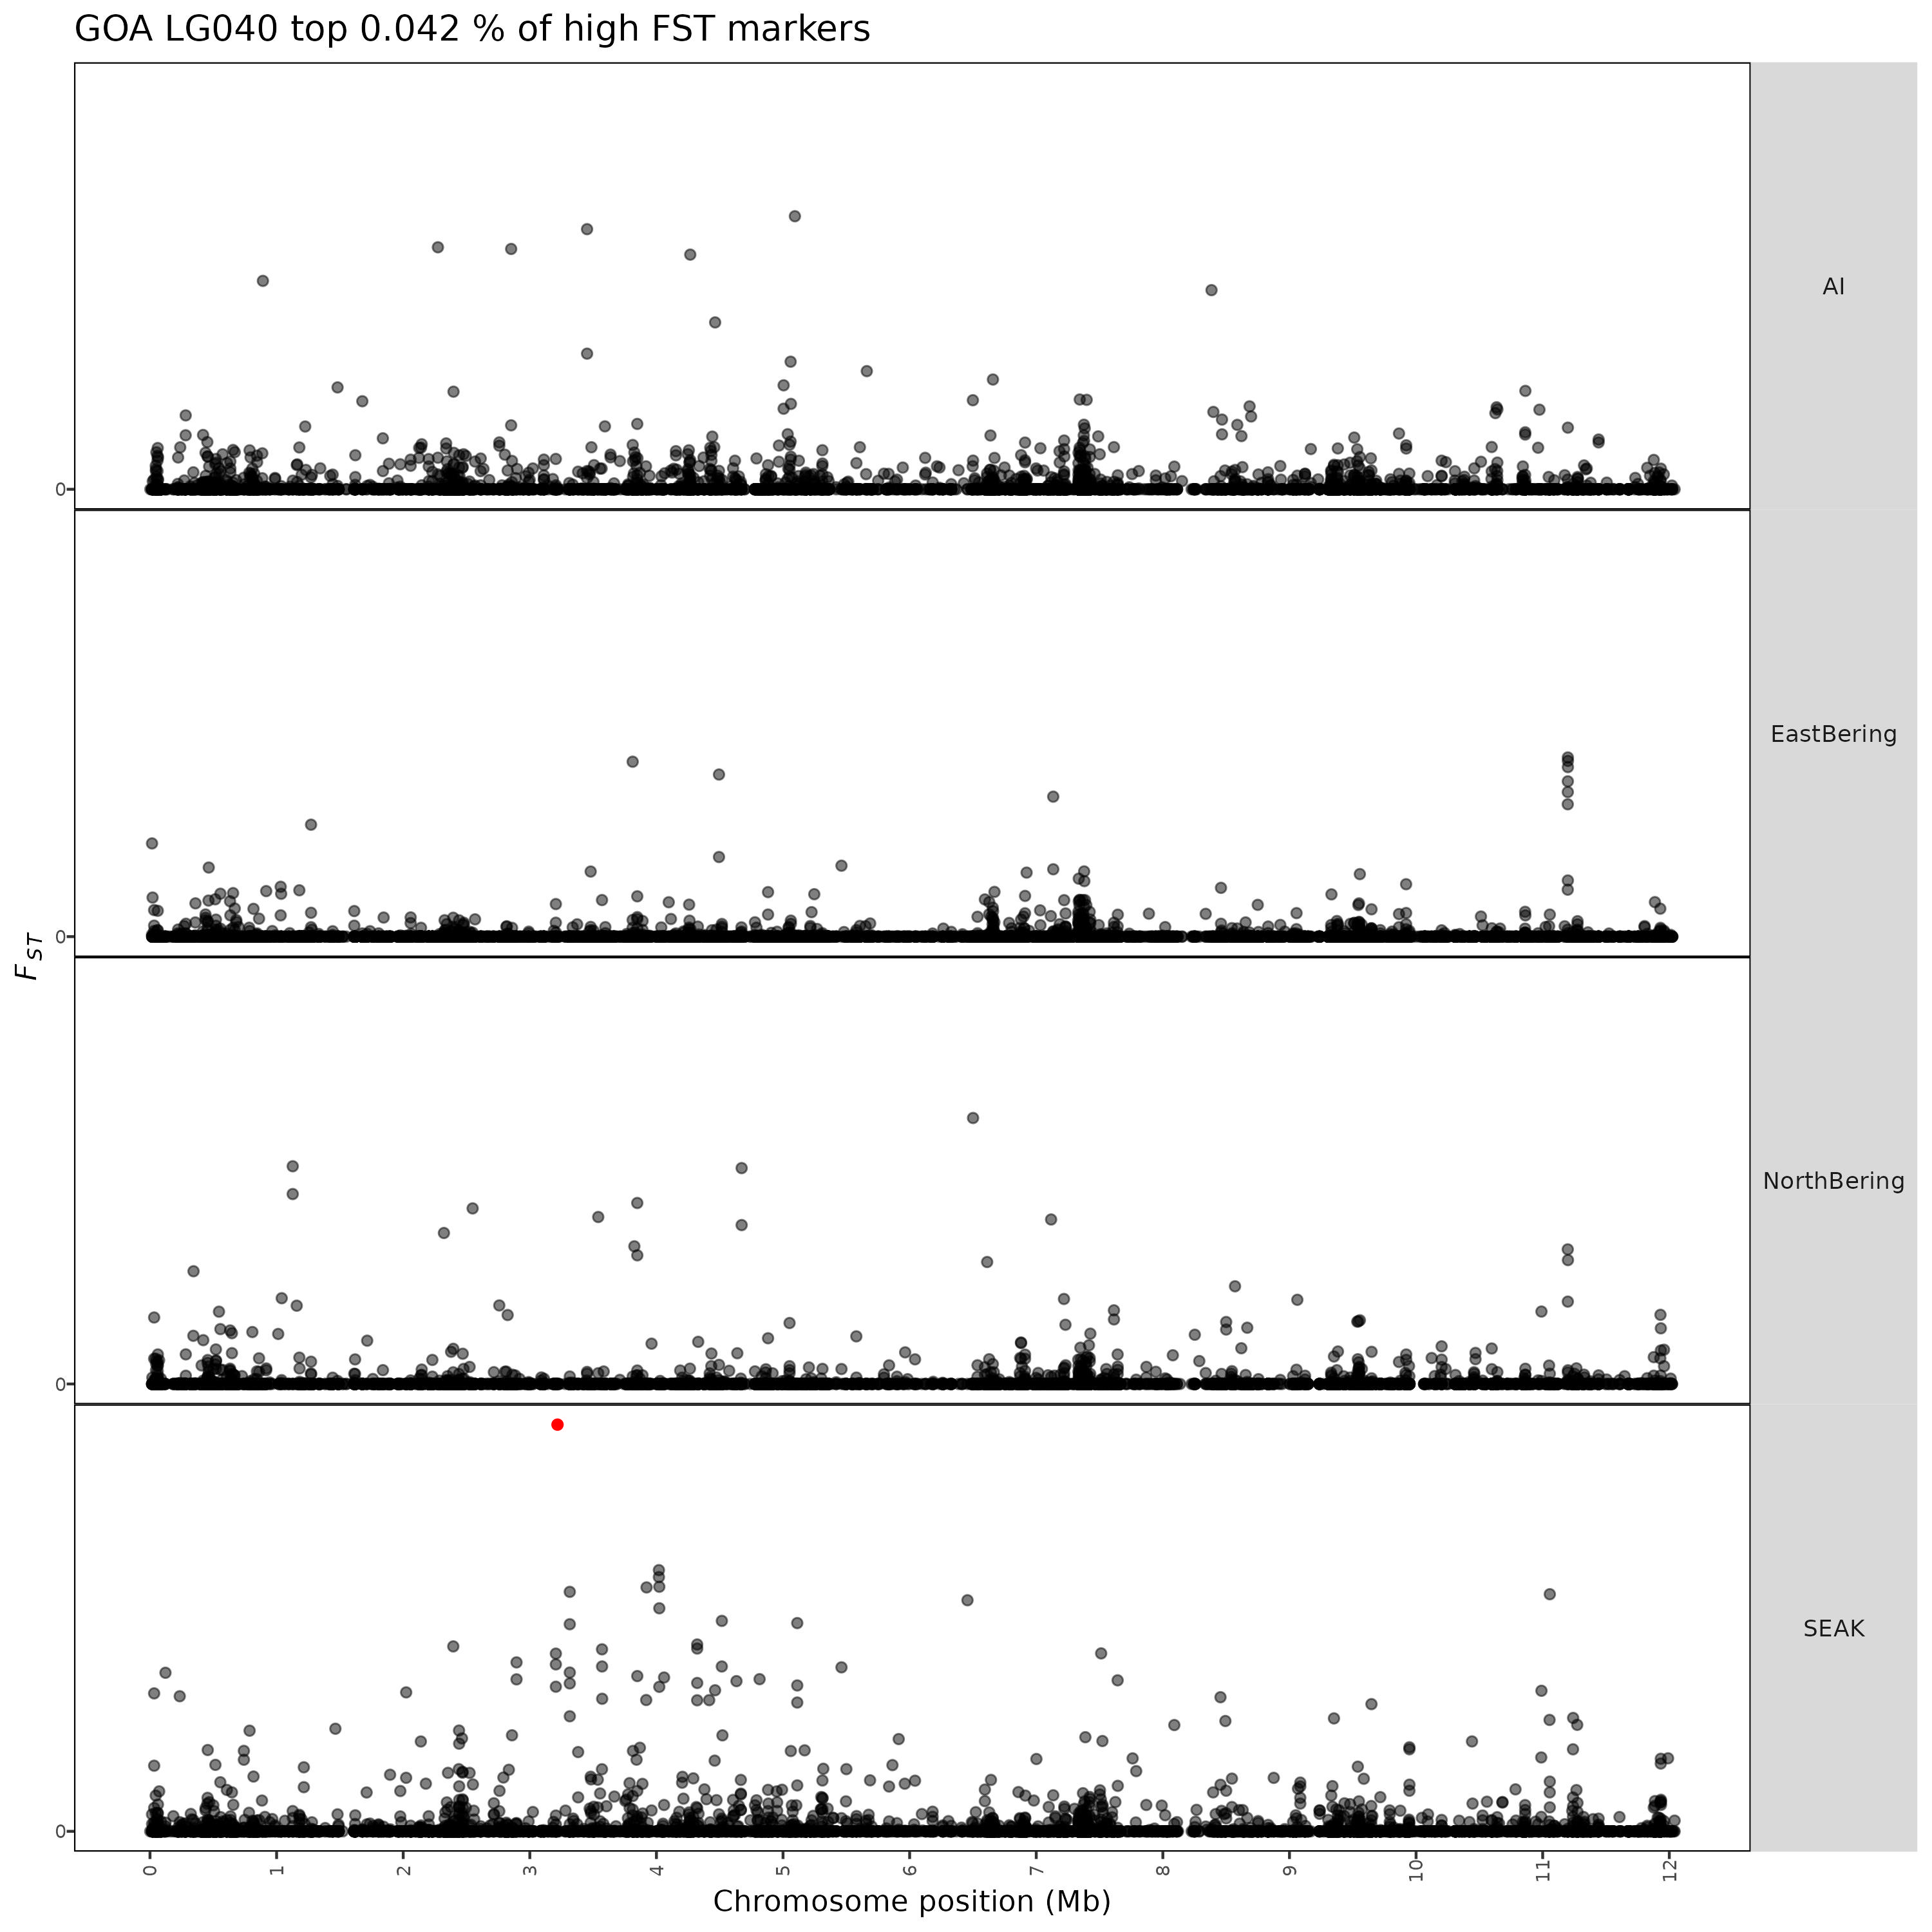 GOA LG040 top 0.042 % of high FST markers
AI
0
EastBering
0
FST
NorthBering
0
SEAK
0
0 1 2 3 4 5 6 7 8 9 10 11 12
Chromosome position (Mb)